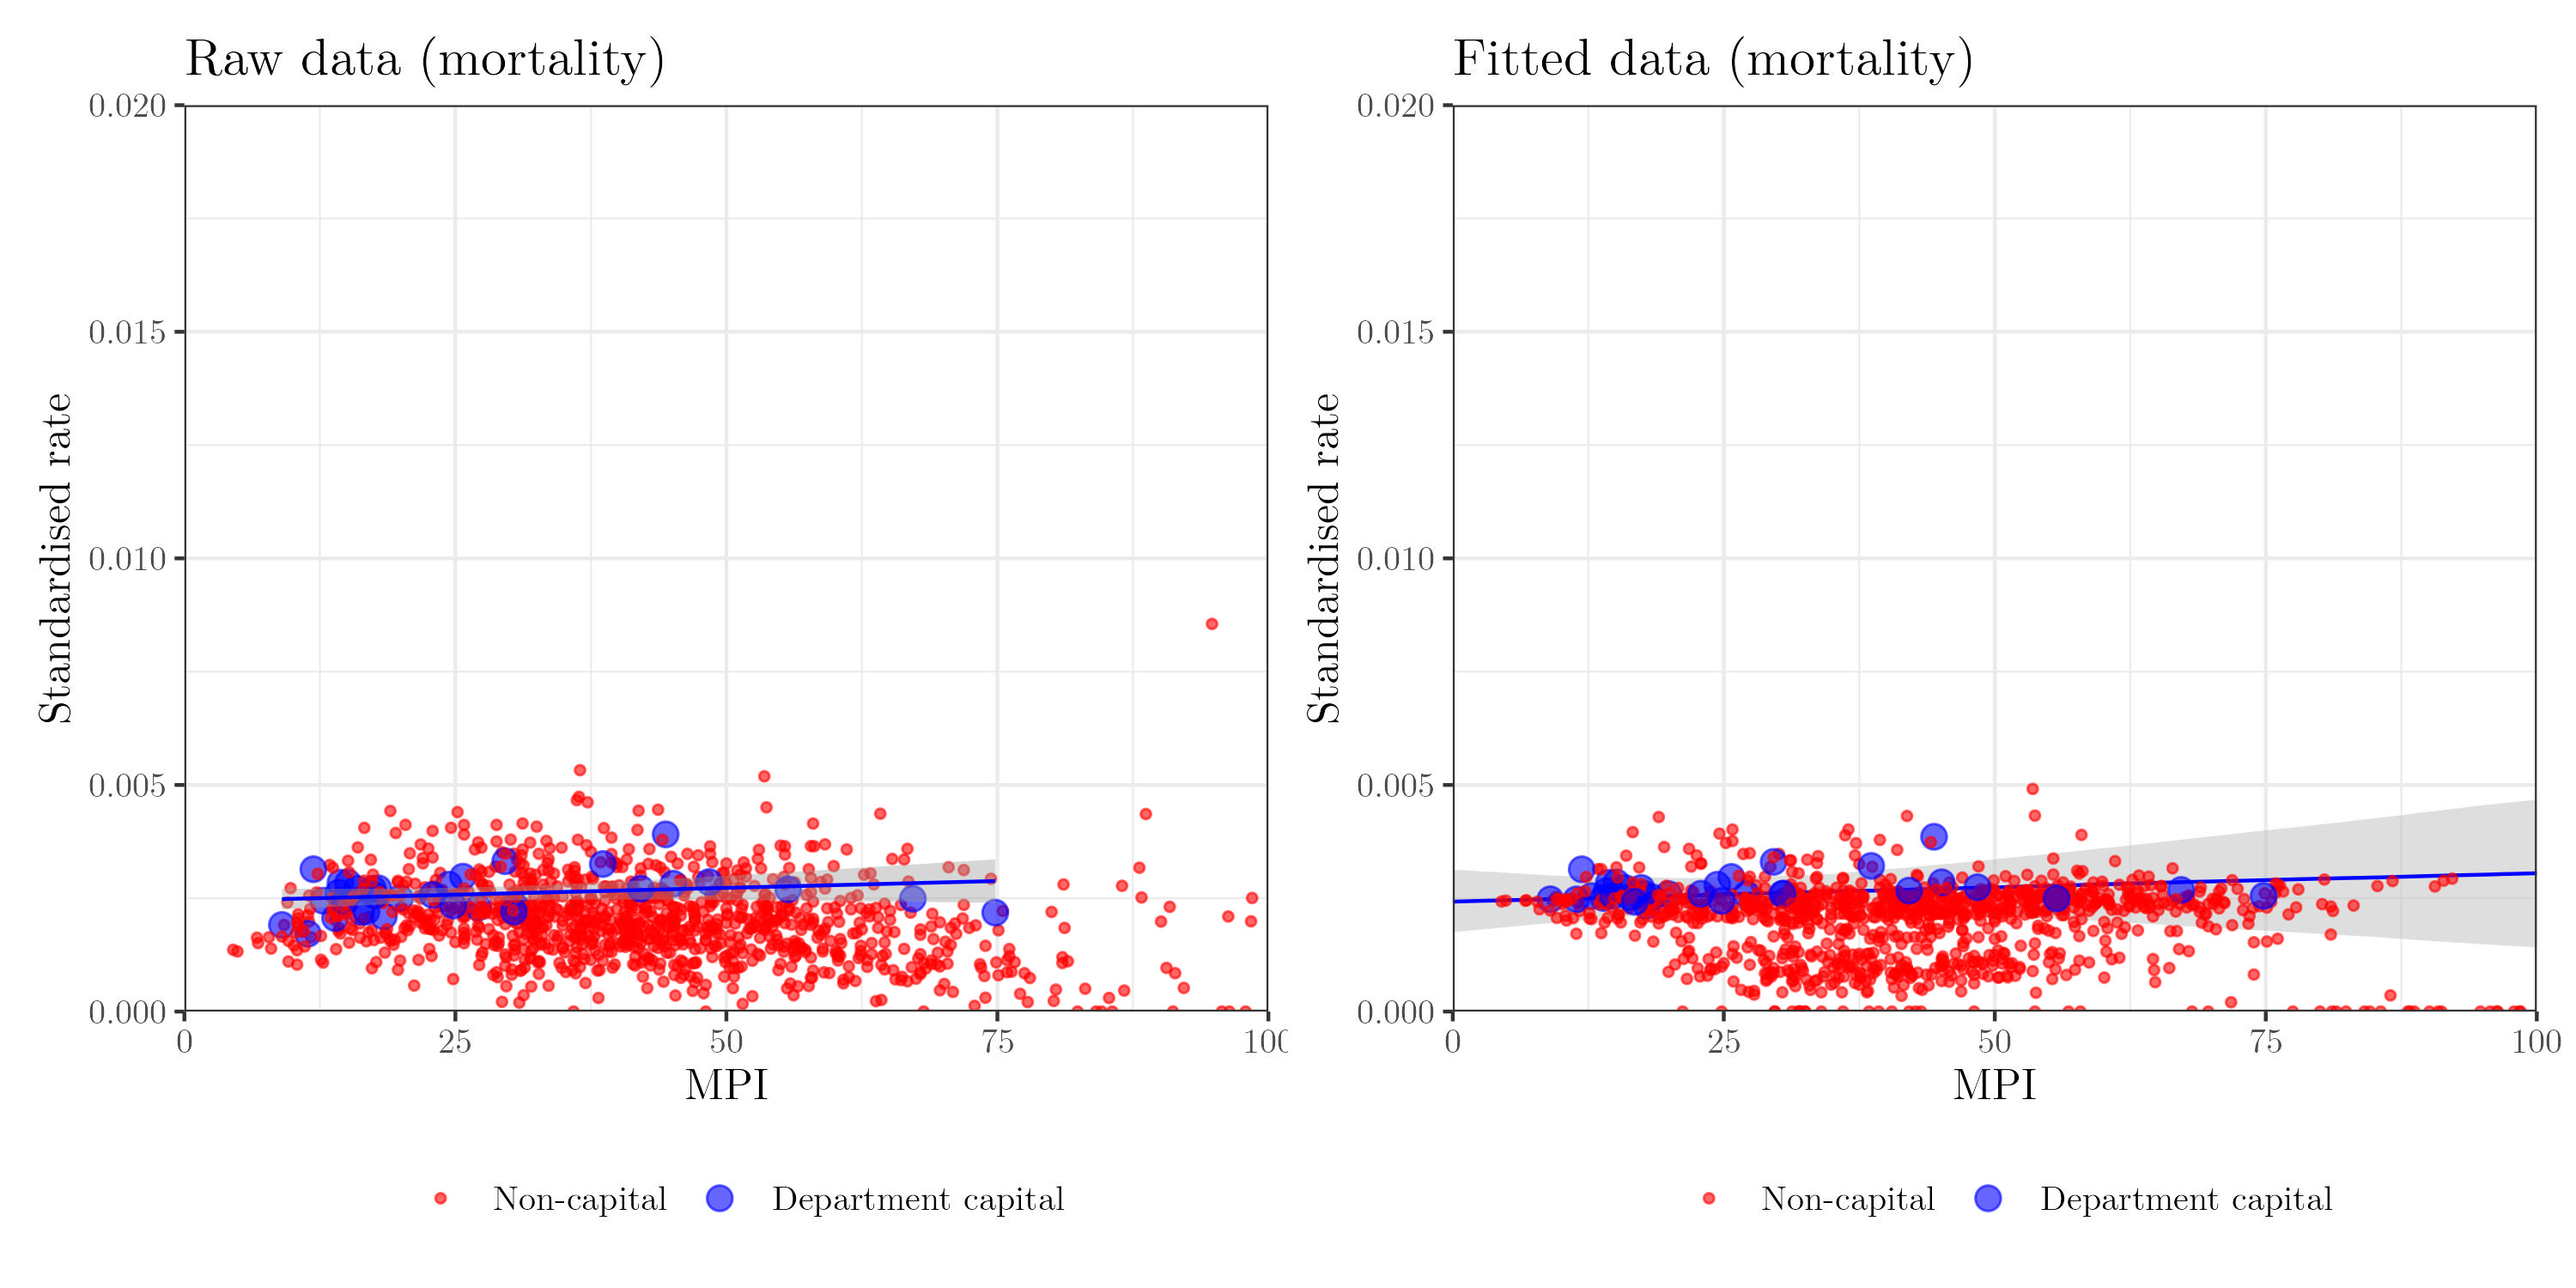 Raw data (mortality)
0.020
0.015
0.010
0.005
0.000
Standardised rate
0 25 50 75 100
MPI
Non-capital Department capital
Fitted data (mortality)
0.020
0.015
0.010
0.005
0.000
Standardised rate
0 25 50 75 100
MPI
Non-capital Department capital